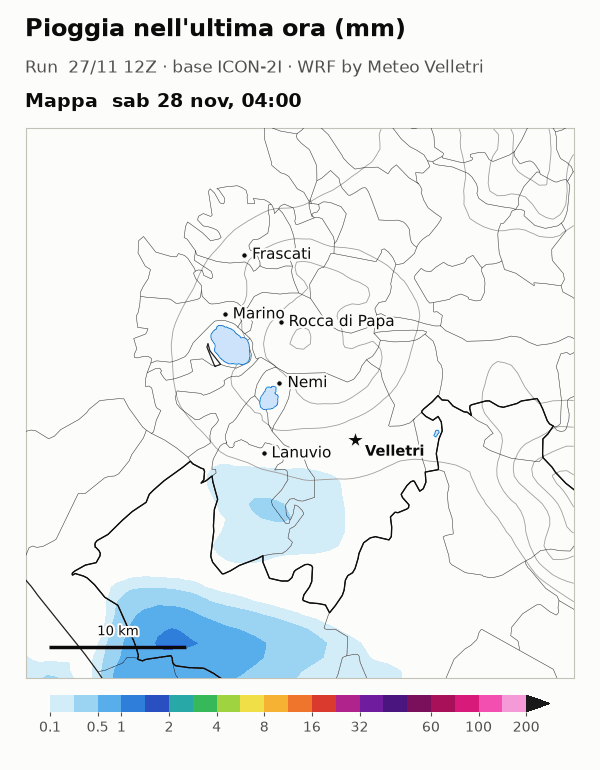 Pioggia nell'ultima ora (mm)
Run 27/11 12Z · base ICON-2I · WRF by Meteo Velletri
Mappa sab 28 nov, 04:00
Frascati
Marino
Rocca di Papa
Nemi
Velletri
Lanuvio
10 km
0.1 0.5 1 2 4 8 16 32 60 100 200